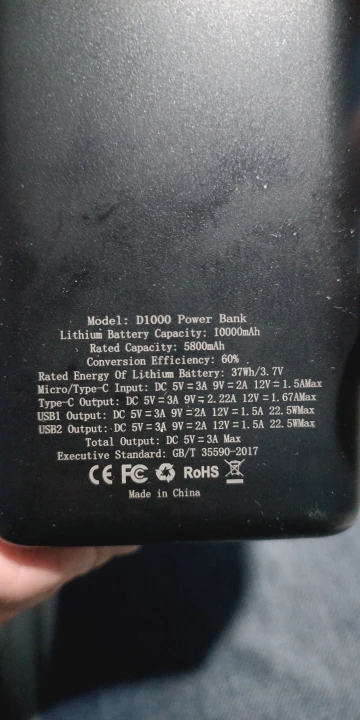 Model: D1000 Power Bank
Lithium Battery Capacity: 10000mAh
Rated Capacity: 5800mAh
Conversion Efficiency: 60%
Rated Energy Of Lithium Battery: 37Wh/3.7V
Micro/Type-C Input: DC 5V=3A 9V=2A 12V=1.5AMax
Type-C Output: DC 5V=3A 9V=2.22A 12V=1.67AMax
USB1 Output: DC 5V=3A 9V=2A 12V=1.5A 22.5WMax
USB2 Output: DC 5V=3A 9V=2A 12V=1.5A 22.5WMax
Total Output: DC 5V=3A Max
Executive Standard: GB/T 35590-2017
CE FC RoHS
Made in China